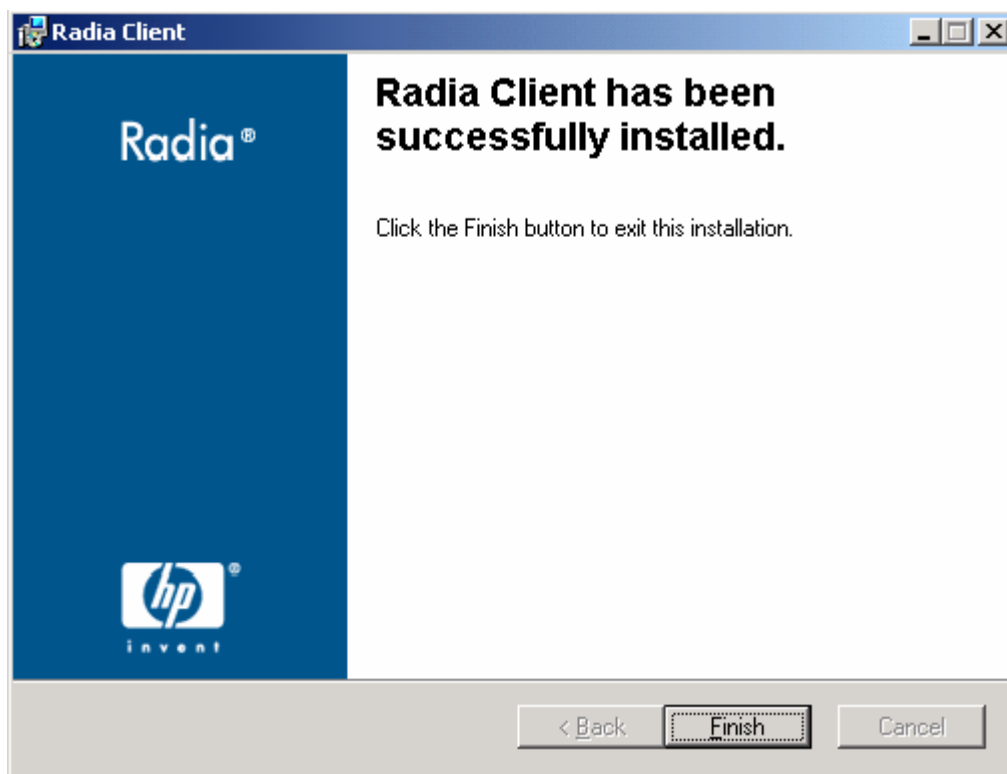 Radia Client
Radia®
Radia Client has been
successfully installed.
Click the Finish button to exit this installation.
hp®
invent
< Back
Finish
Cancel